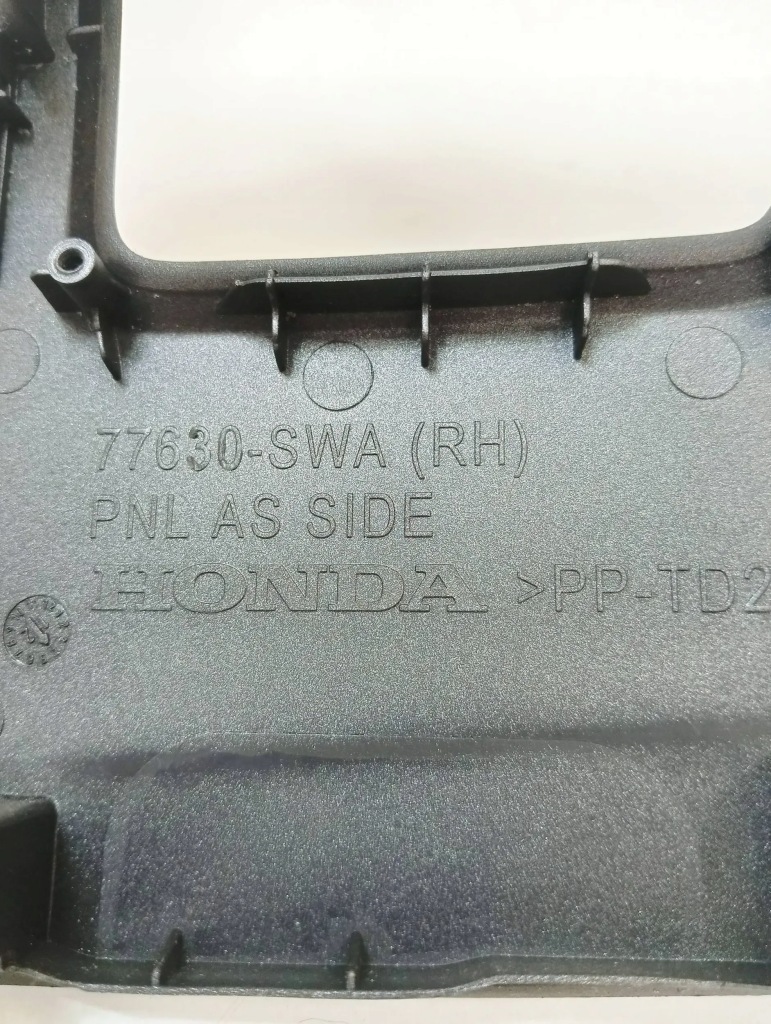 77630-SWA (RH)
PNL AS SIDE
HONDA >PP-TD2